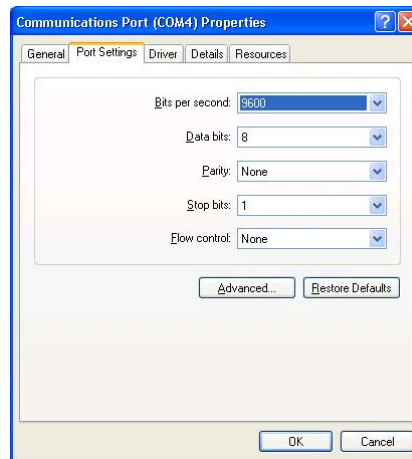 Communications Port (COM4) Properties
General Port Settings Driver Details Resources
Bits per second: 9600
Data bits: 8
Parity: None
Stop bits: 1
Flow control: None
Advanced... Restore Defaults
OK Cancel